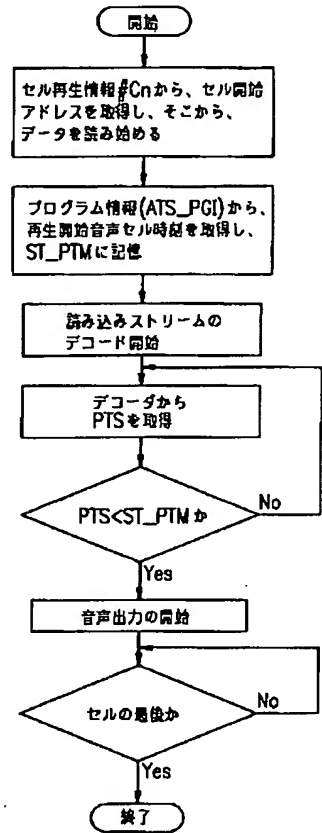 開始
セル再生情報#Cnから、セル開始
アドレスを取得し、そこから、
データを読み始める
プログラム情報(ATS_PGI)から、
再生開始音声セル時刻を取得し、
ST_PTMに記憶
読み込みストリームの
デコード開始
デコーダから
PTSを取得
PTS<ST_PTMか
No
Yes
音声出力の開始
セルの最後か
No
Yes
終了